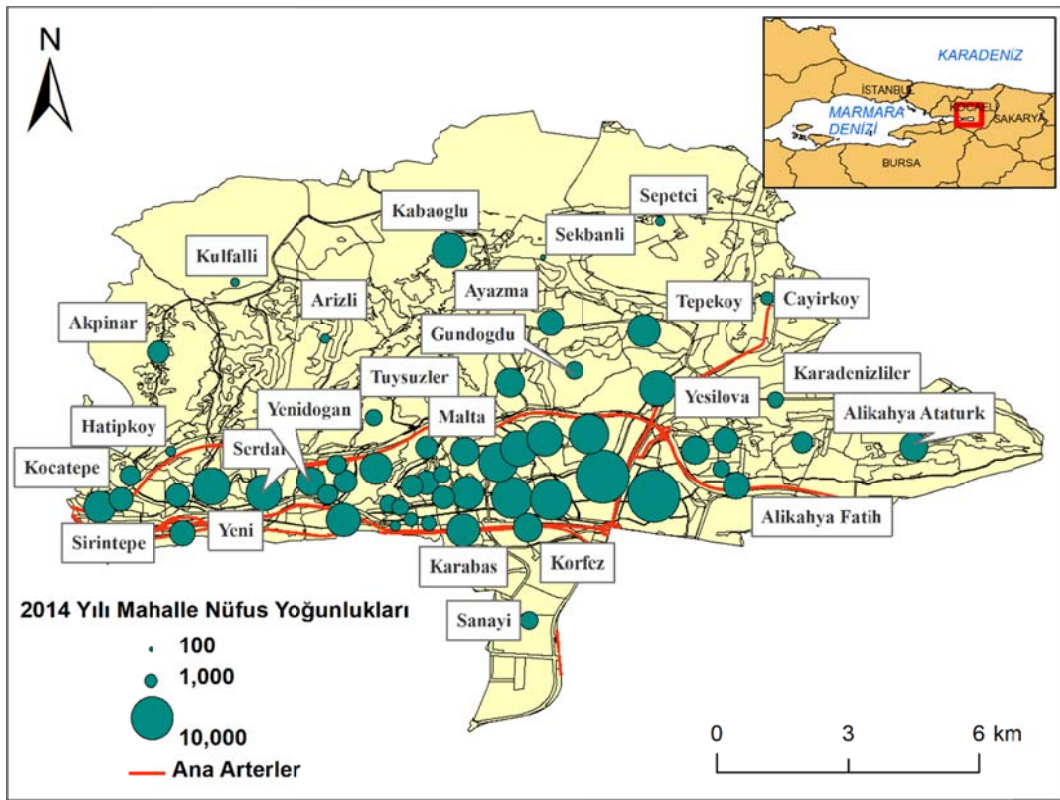 N
KARADENİZ
İSTANBUL
KOCAELİ
MARMARA
DENİZİ
SAKARYA
BURSA
Sepetci
Kabaoglu
Sekbanli
Kulfalli
Arizli
Ayazma
Tepekoy
Cayirkoy
Akpinar
Gundogdu
Tuysuzler
Karadenizliler
Yenidogan
Malta
Yesilova
Alikahya Ataturk
Hatipkoy
Serdar
Kocatepe
Sirintepe
Yeni
Alikahya Fatih
Karabas
Korfez
Sanayi
2014 Yılı Mahalle Nüfus Yoğunlukları
100
1,000
10,000
Ana Arterler
0 3 6 km